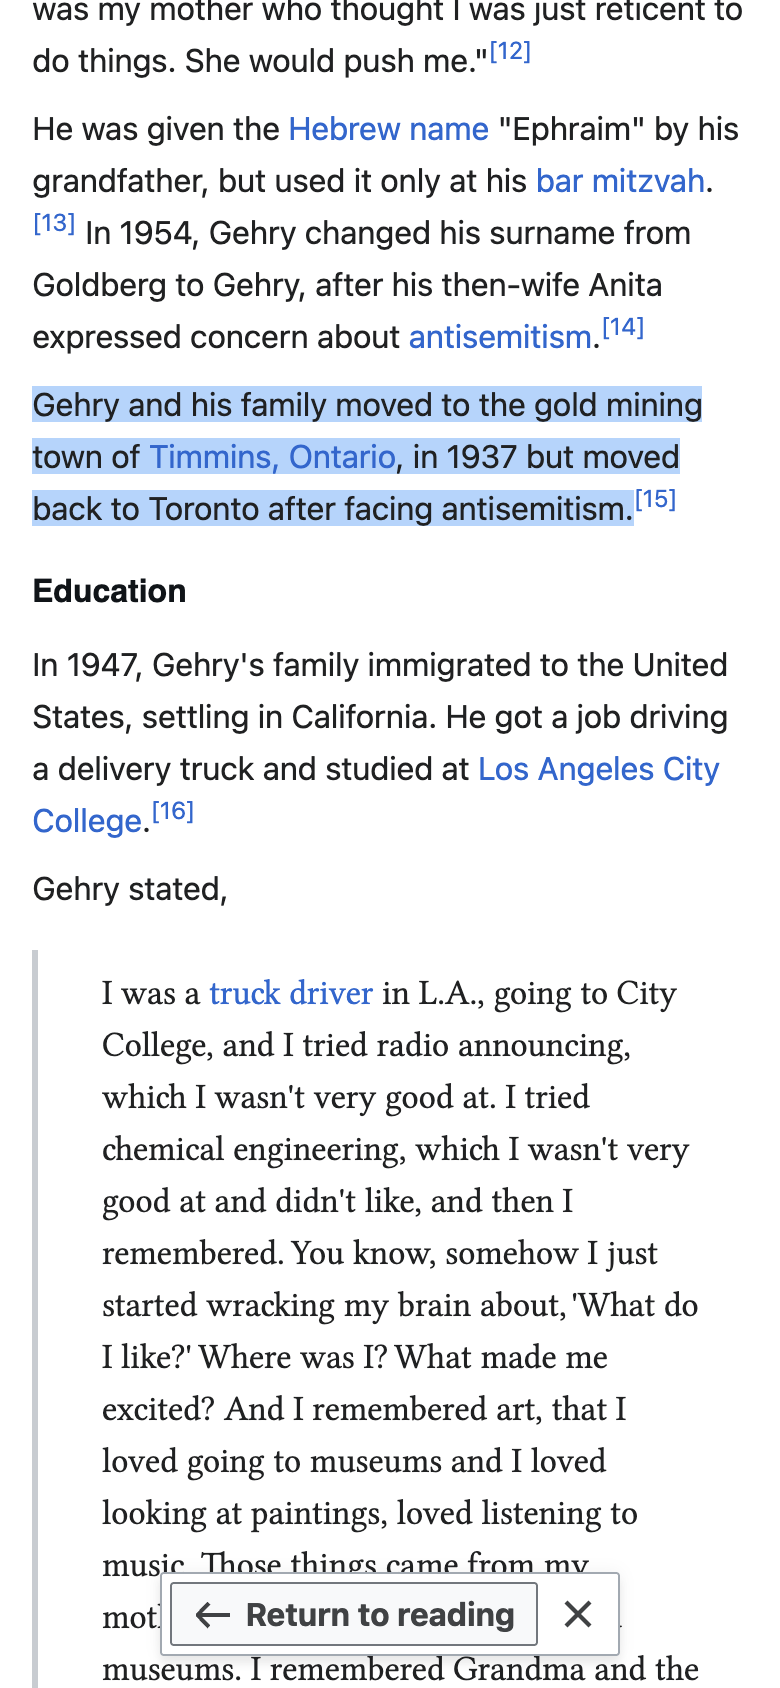 was my mother who thought I was just reticent to
do things. She would push me."[12]
He was given the Hebrew name "Ephraim" by his
grandfather, but used it only at his bar mitzvah.
[13] In 1954, Gehry changed his surname from
Goldberg to Gehry, after his then-wife Anita
expressed concern about antisemitism.[14]
Gehry and his family moved to the gold mining
town of Timmins, Ontario, in 1937 but moved
back to Toronto after facing antisemitism.[15]
Education
In 1947, Gehry's family immigrated to the United
States, settling in California. He got a job driving
a delivery truck and studied at Los Angeles City
College.[16]
Gehry stated,
I was a truck driver in L.A., going to City
College, and I tried radio announcing,
which I wasn't very good at. I tried
chemical engineering, which I wasn't very
good at and didn't like, and then I
remembered. You know, somehow I just
started wracking my brain about, 'What do
I like?' Where was I? What made me
excited? And I remembered art, that I
loved going to museums and I loved
looking at paintings, loved listening to
music. Those things came from my
← Return to reading ×
museums. I remembered Grandma and the